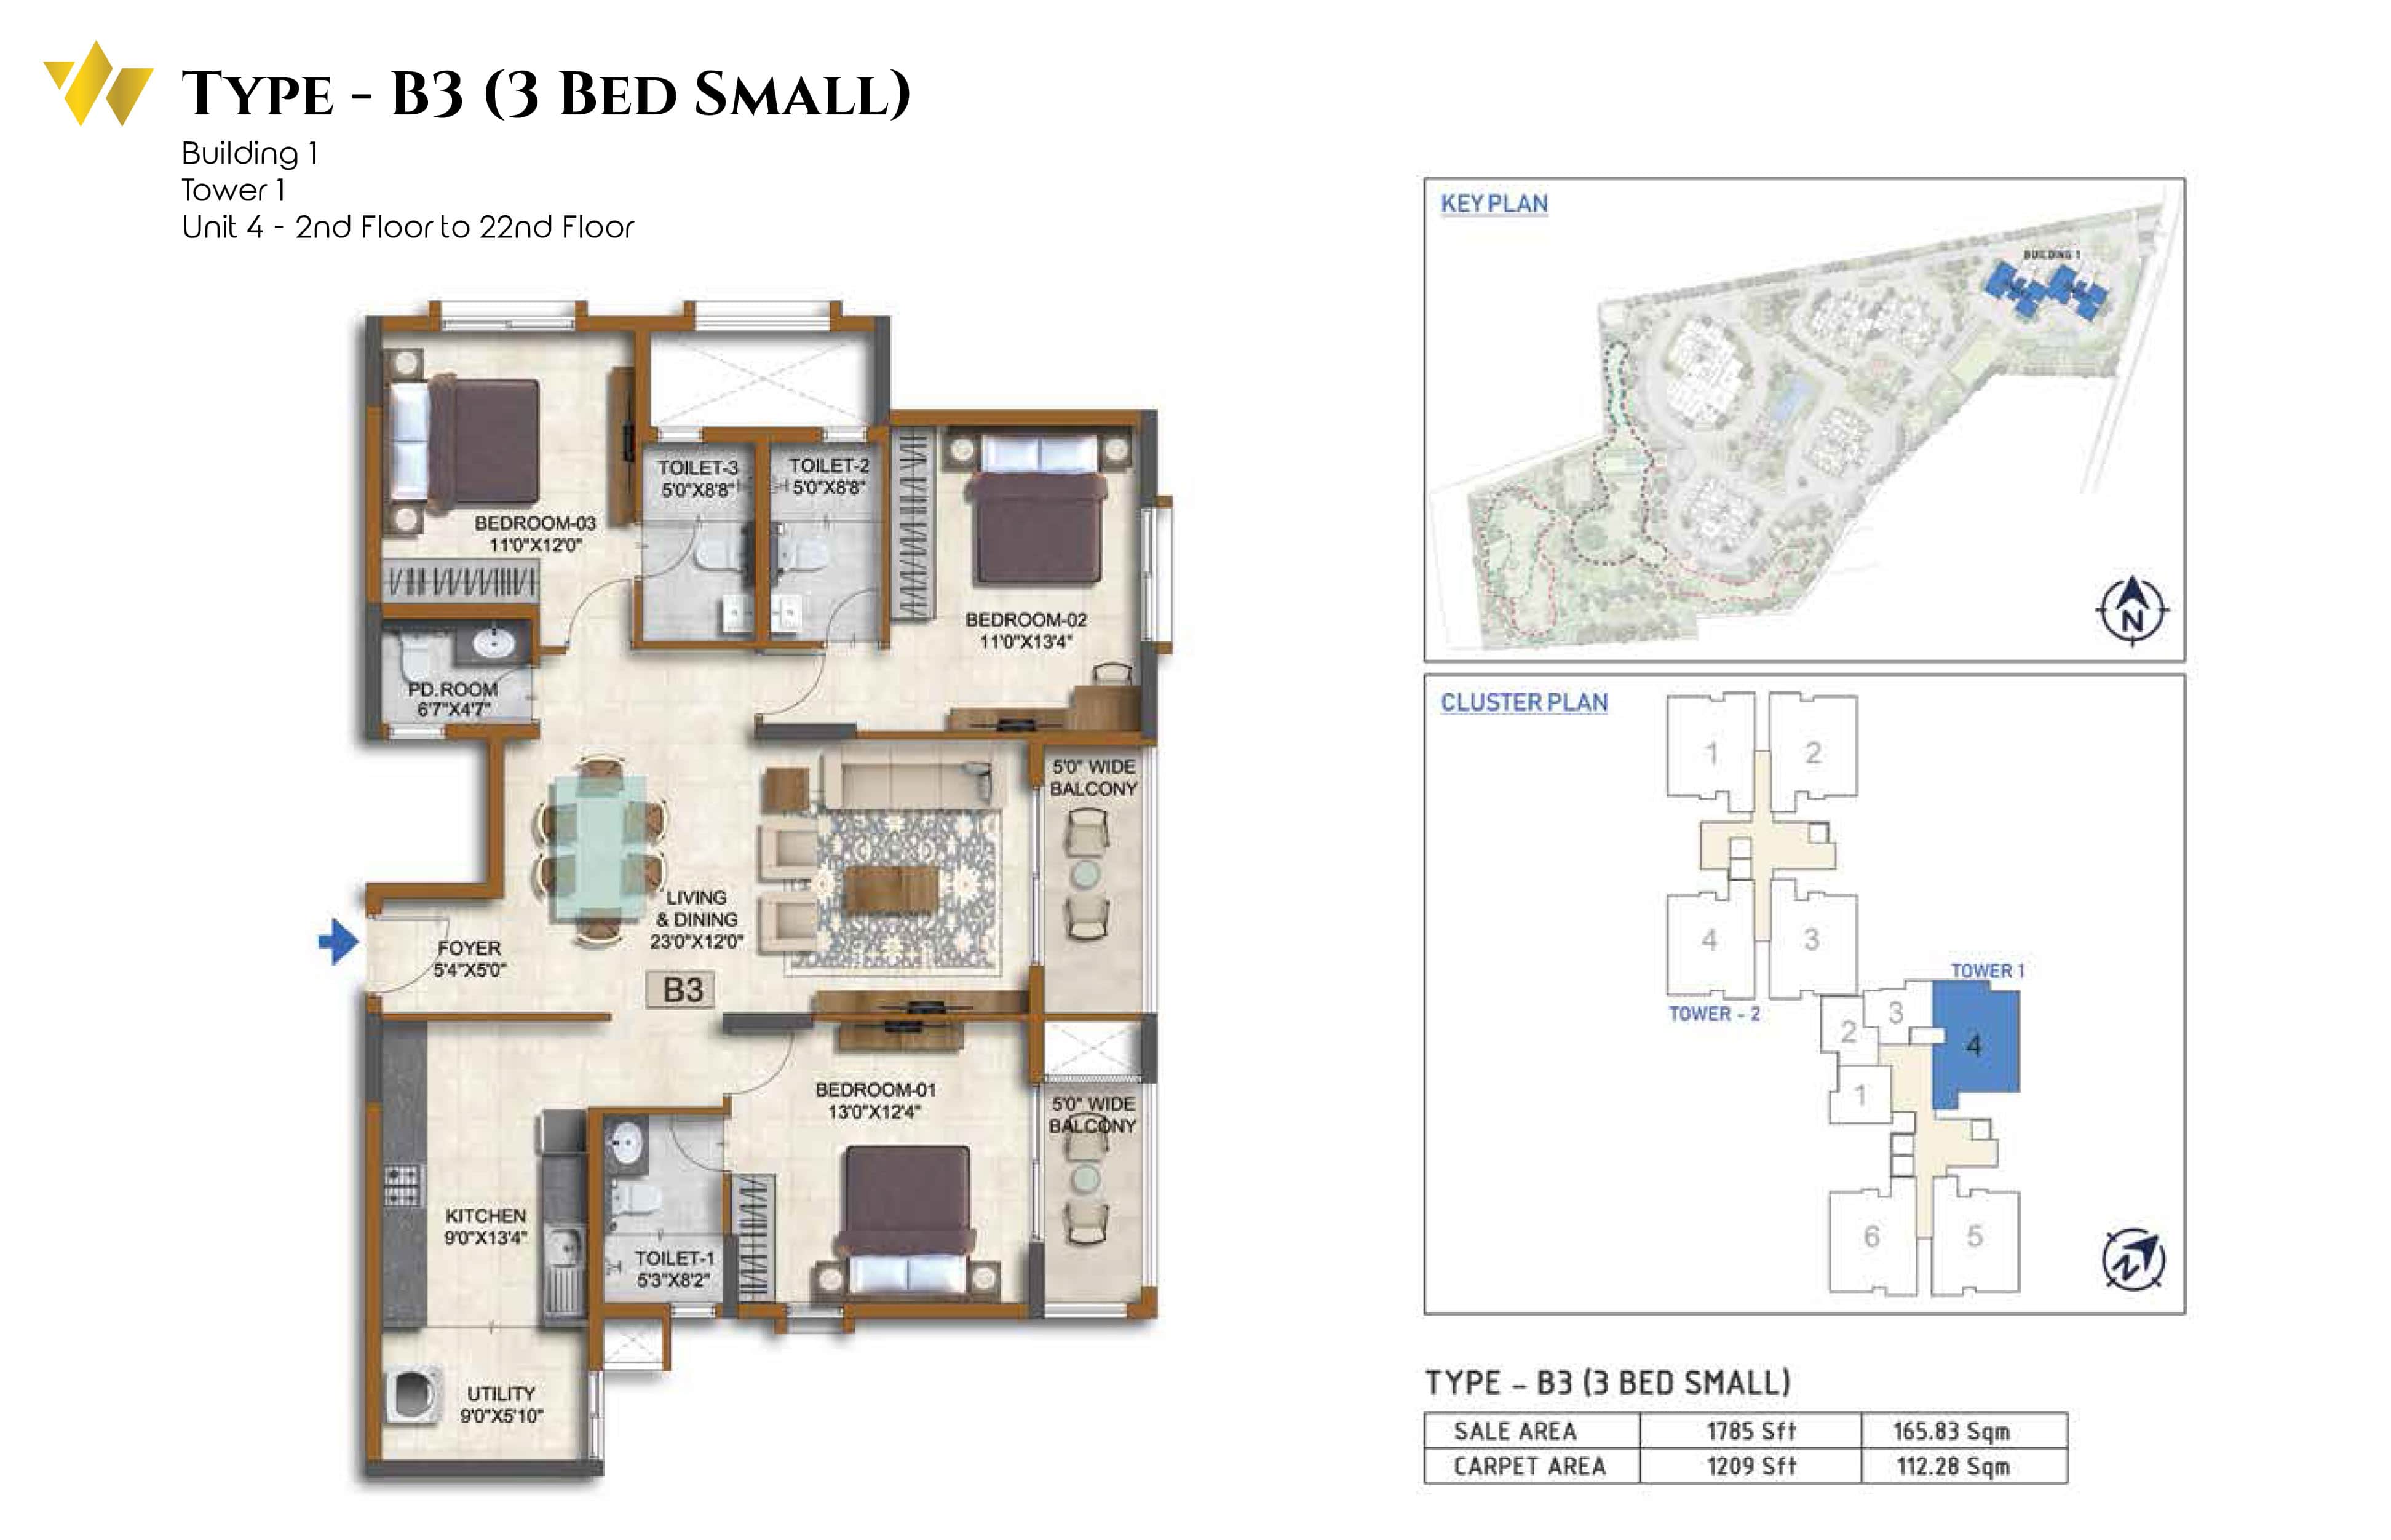 TYPE - B3 (3 BED SMALL)
Building 1
Tower 1
Unit 4 - 2nd Floor to 22nd Floor
TOILET-3
5'0"X8'8"
TOILET-2
5'0"X8'8"
BEDROOM-03
11'0"X12'0"
BEDROOM-02
11'0"X13'4"
PD.ROOM
6'7"X4'7"
5'0" WIDE
BALCONY
LIVING
& DINING
23'0"X12'0"
FOYER
5'4"X5'0"
B3
BEDROOM-01
13'0"X12'4"
5'0" WIDE
BALCONY
KITCHEN
9'0"X13'4"
TOILET-1
5'3"X8'2"
UTILITY
9'0"X5'10"
KEY PLAN
BUILDING 1
N
CLUSTER PLAN
1
2
4
3
TOWER - 2
TOWER 1
3
2
4
1
6
5
N
TYPE - B3 (3 BED SMALL)
SALE AREA 1785 Sft 165.83 Sqm
CARPET AREA 1209 Sft 112.28 Sqm